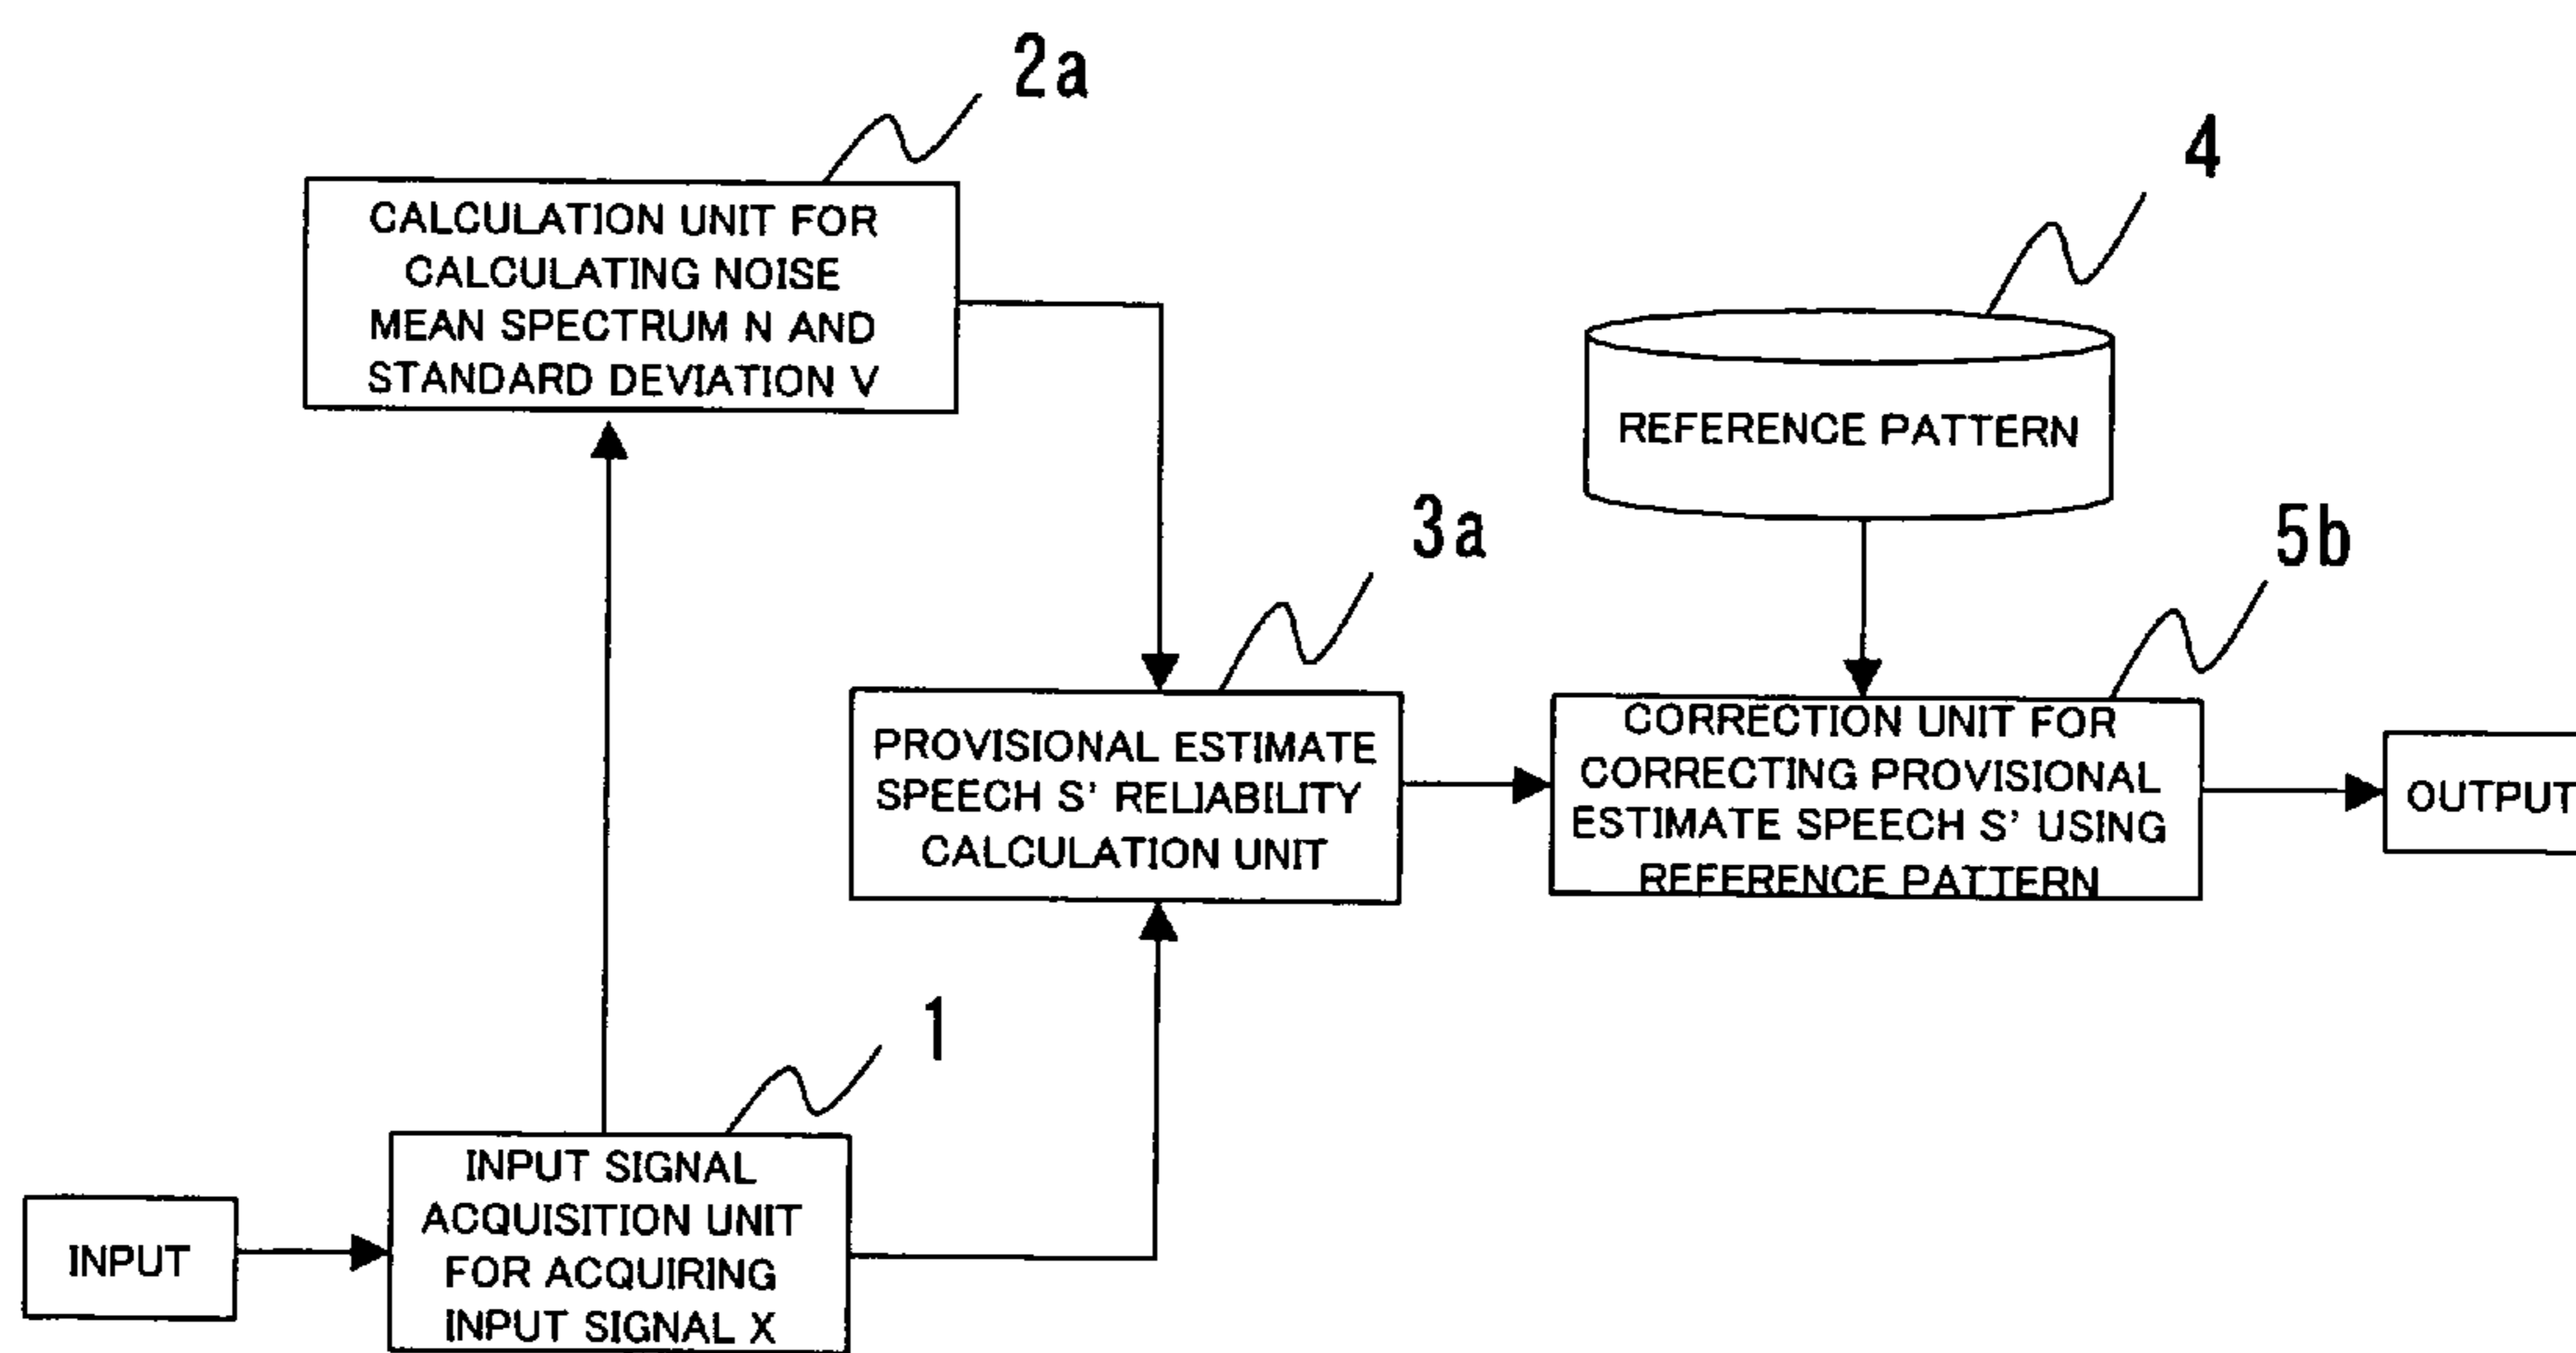 2a
CALCULATION UNIT FOR
CALCULATING NOISE
MEAN SPECTRUM N AND
STANDARD DEVIATION V
4
REFERENCE PATTERN
3a
5b
PROVISIONAL ESTIMATE
SPEECH S' RELIABILITY
CALCULATION UNIT
CORRECTION UNIT FOR
CORRECTING PROVISIONAL
ESTIMATE SPEECH S' USING
REFERENCE PATTERN
OUTPUT
1
INPUT
INPUT SIGNAL
ACQUISITION UNIT
FOR ACQUIRING
INPUT SIGNAL X